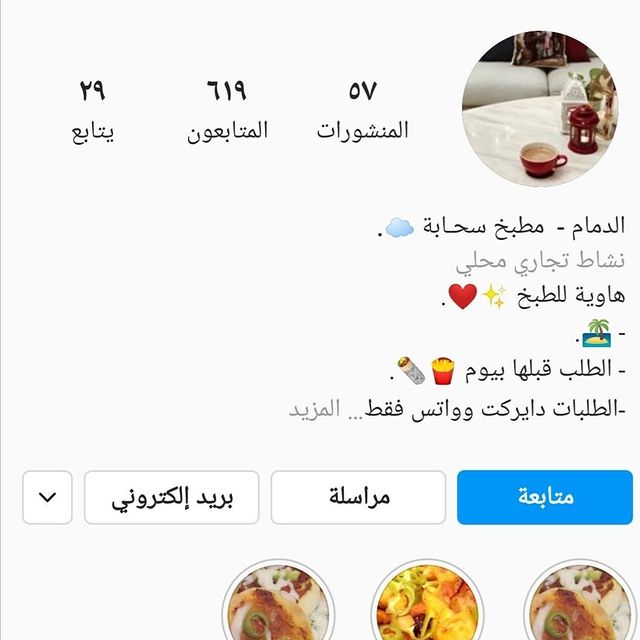 ٥٧ ٦١٩ ٢٩
المنشورات المتابعون يتابع
الدمام - مطبخ سحـابة ☁️.
نشاط تجاري محلي
هاوية للطبخ ✨❤️.
- 🏝️.
- الطلب قبلها بيوم 🍟🌯.
-الطلبات دايركت وواتس فقط... المزيد
متابعة مراسلة بريد إلكتروني